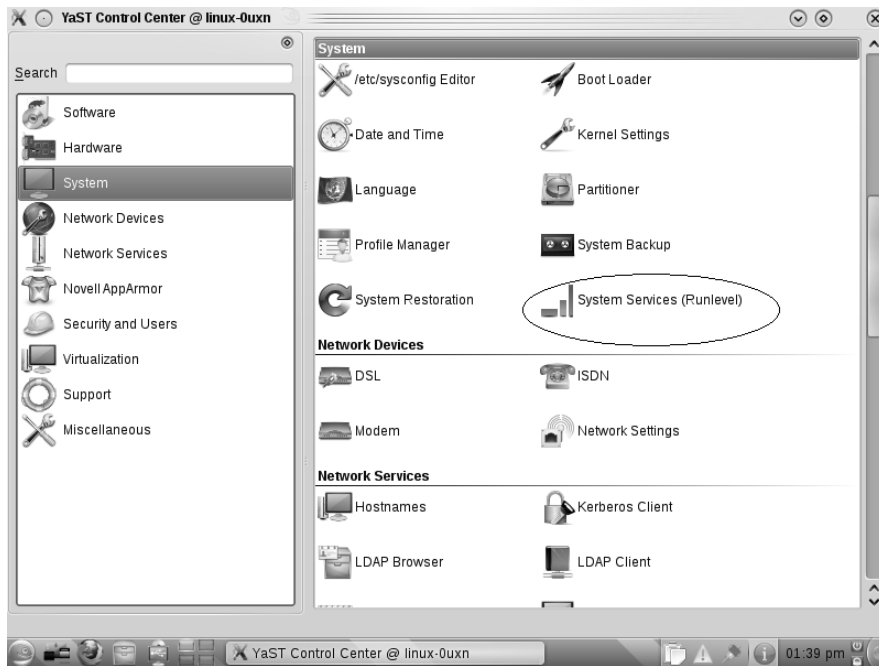 YaST Control Center @ linux-0uxn
Search
Software
Hardware
System
Network Devices
Network Services
Novell AppArmor
Security and Users
Virtualization
Support
Miscellaneous
System
/etc/sysconfig Editor
Boot Loader
Date and Time
Kernel Settings
Language
Partitioner
Profile Manager
System Backup
System Restoration
System Services (Runlevel)
Network Devices
DSL
ISDN
Modem
Network Settings
Network Services
Hostnames
Kerberos Client
LDAP Browser
LDAP Client
YaST Control Center @ linux-0uxn
01:39 pm